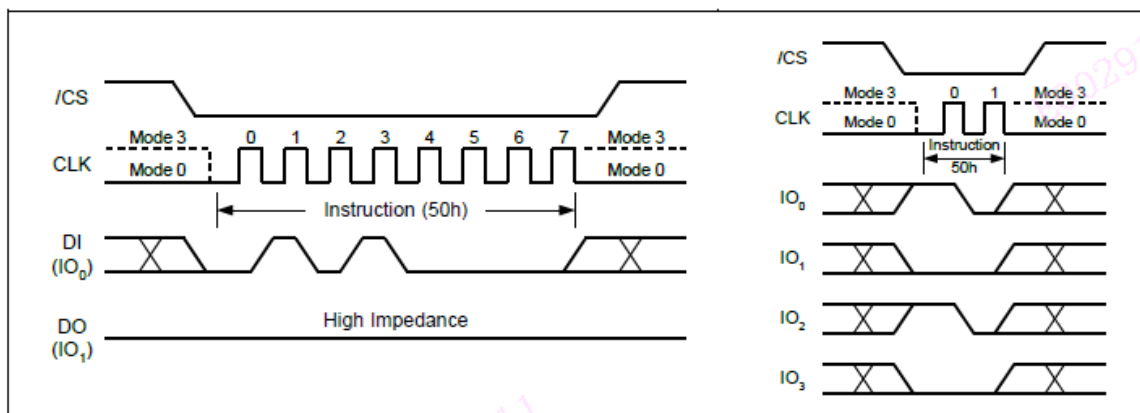 /CS
Mode 3 0 1 2 3 4 5 6 7 Mode 3
CLK
Mode 0 Mode 0
Instruction (50h)
DI
(IO0)
High Impedance
DO
(IO1)
/CS
Mode 3 0 1 Mode 3
CLK
Mode 0 Mode 0
Instruction
50h
IO0
IO1
IO2
IO3